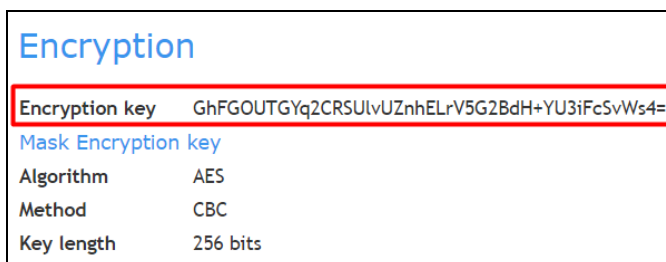 Encryption
Encryption key GhFGOUTGYq2CRSUlvUZnhELrV5G2BdH+YU3iFcSvWs4=
Mask Encryption key
Algorithm AES
Method CBC
Key length 256 bits